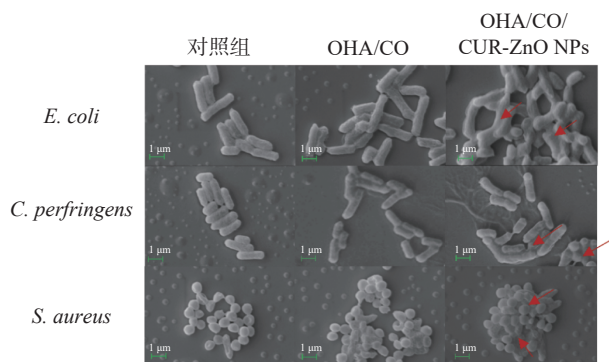 对照组
OHA/CO
OHA/CO/
CUR-ZnO NPs
E. coli
1 μm
1 μm
1 μm
C. perfringens
1 μm
1 μm
1 μm
S. aureus
1 μm
1 μm
1 μm